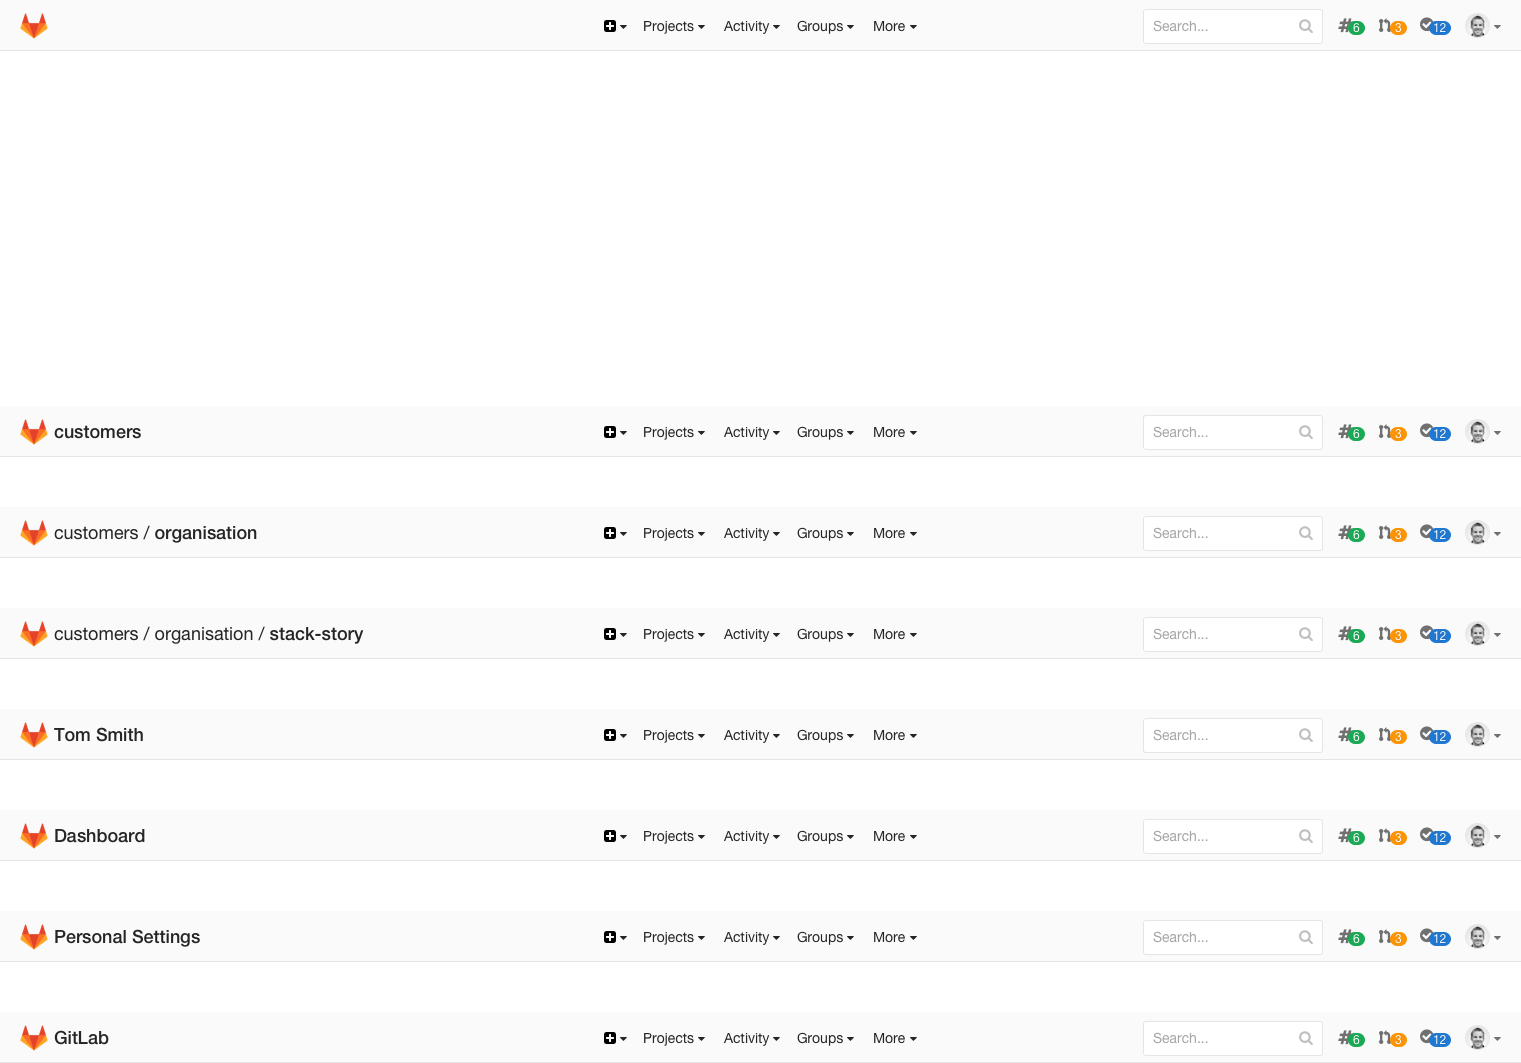 Projects Activity Groups More Search... # 6 3 12
customers Projects Activity Groups More Search... # 6 3 12
customers / organisation Projects Activity Groups More Search... # 6 3 12
customers / organisation / stack-story Projects Activity Groups More Search... # 6 3 12
Tom Smith Projects Activity Groups More Search... # 6 3 12
Dashboard Projects Activity Groups More Search... # 6 3 12
Personal Settings Projects Activity Groups More Search... # 6 3 12
GitLab Projects Activity Groups More Search... # 6 3 12